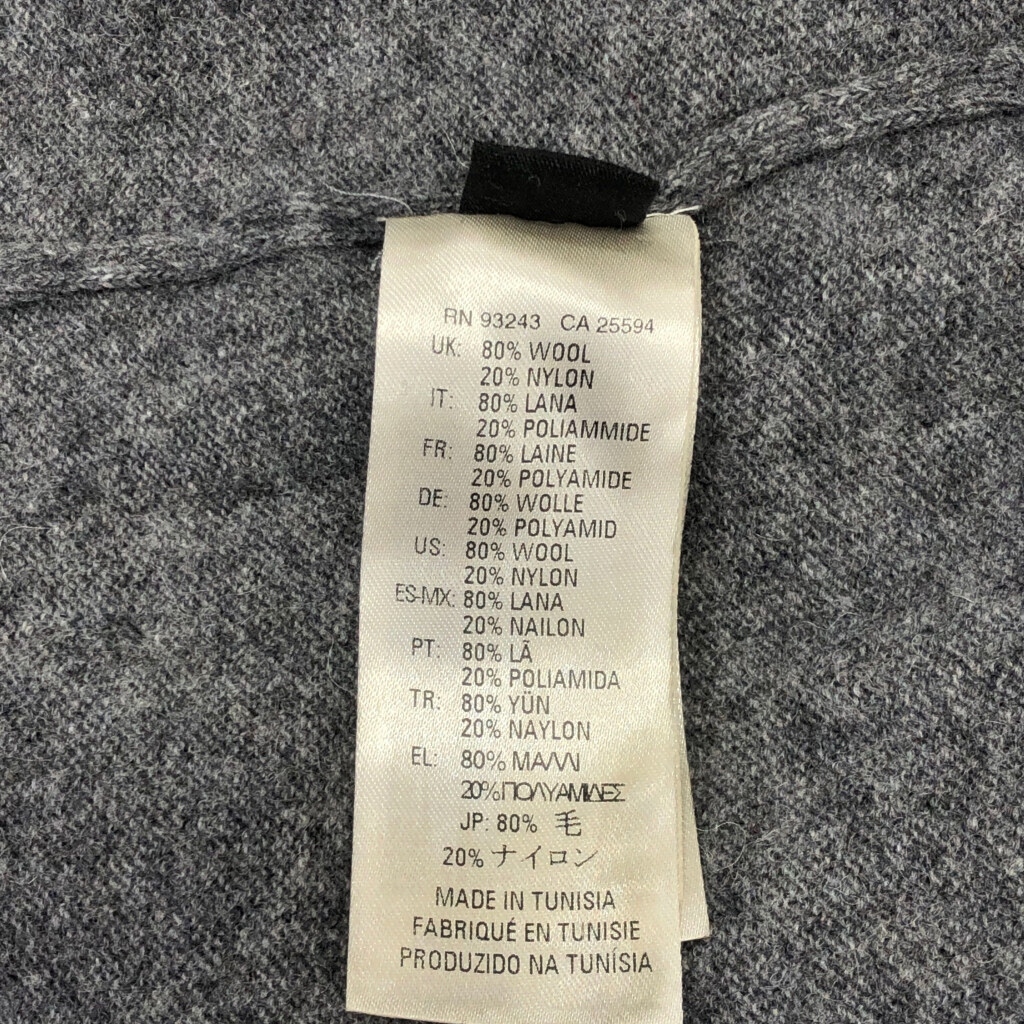 RN 93243 CA 25594
UK: 80% WOOL
20% NYLON
IT: 80% LANA
20% POLIAMMIDE
FR: 80% LAINE
20% POLYAMIDE
DE: 80% WOLLE
20% POLYAMID
US: 80% WOOL
20% NYLON
ES-MX: 80% LANA
20% NAILON
PT: 80% LÃ
20% POLIAMIDA
TR: 80% YÜN
20% NAYLON
EL: 80% ΜΑΛΛΙ
20% ΠΟΛΥΑΜΙΔΕΣ
JP: 80% 毛
20% ナイロン
MADE IN TUNISIA
FABRIQUÉ EN TUNISIE
PRODUZIDO NA TUNÍSIA